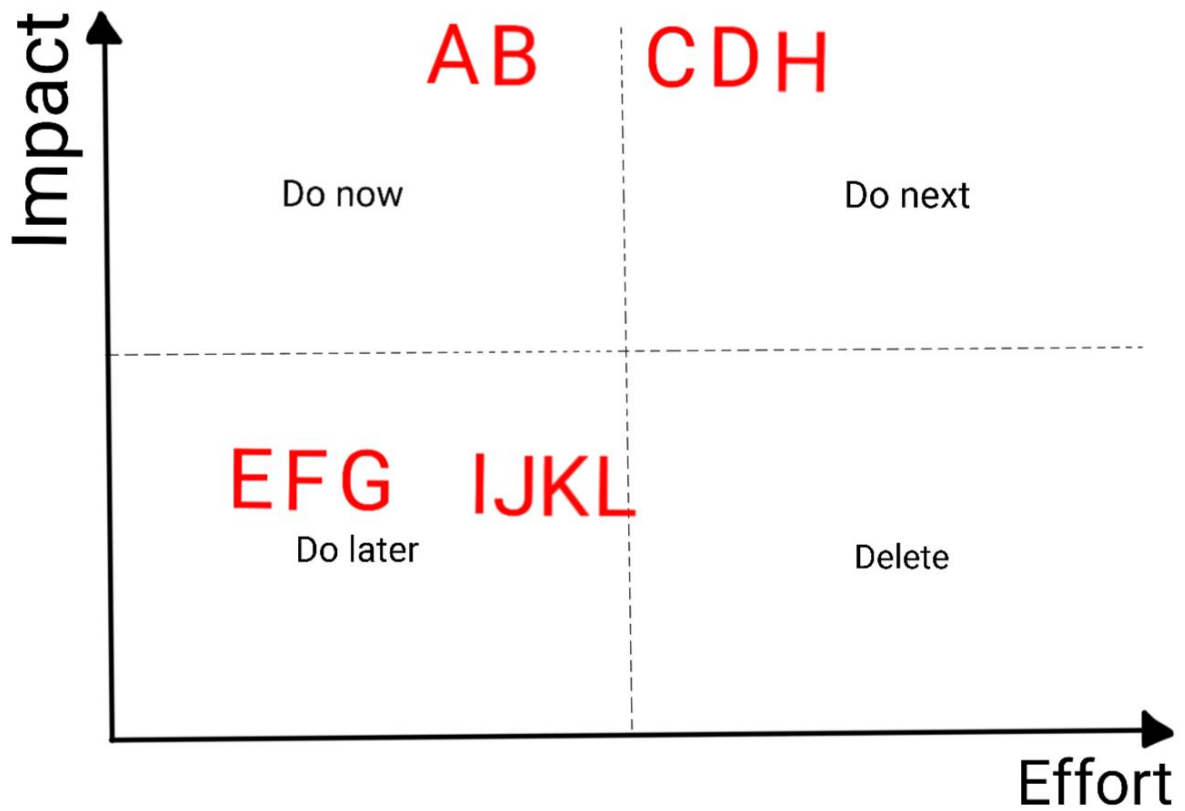 Impact
AB CDH
Do now Do next
EFG IJKL
Do later Delete
Effort